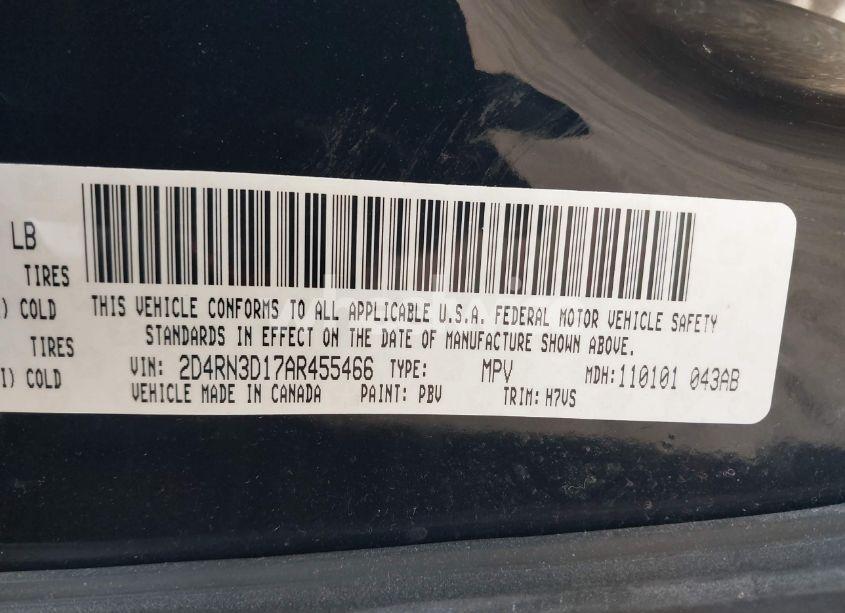 LB
TIRES
) COLD THIS VEHICLE CONFORMS TO ALL APPLICABLE U.S.A. FEDERAL MOTOR VEHICLE SAFETY
TIRES STANDARDS IN EFFECT ON THE DATE OF MANUFACTURE SHOWN ABOVE.
I) COLD VIN: 2D4RN3D17AR455466 TYPE: MPV MDH: 110101 043AB
VEHICLE MADE IN CANADA PAINT: PBV TRIM: H7VS